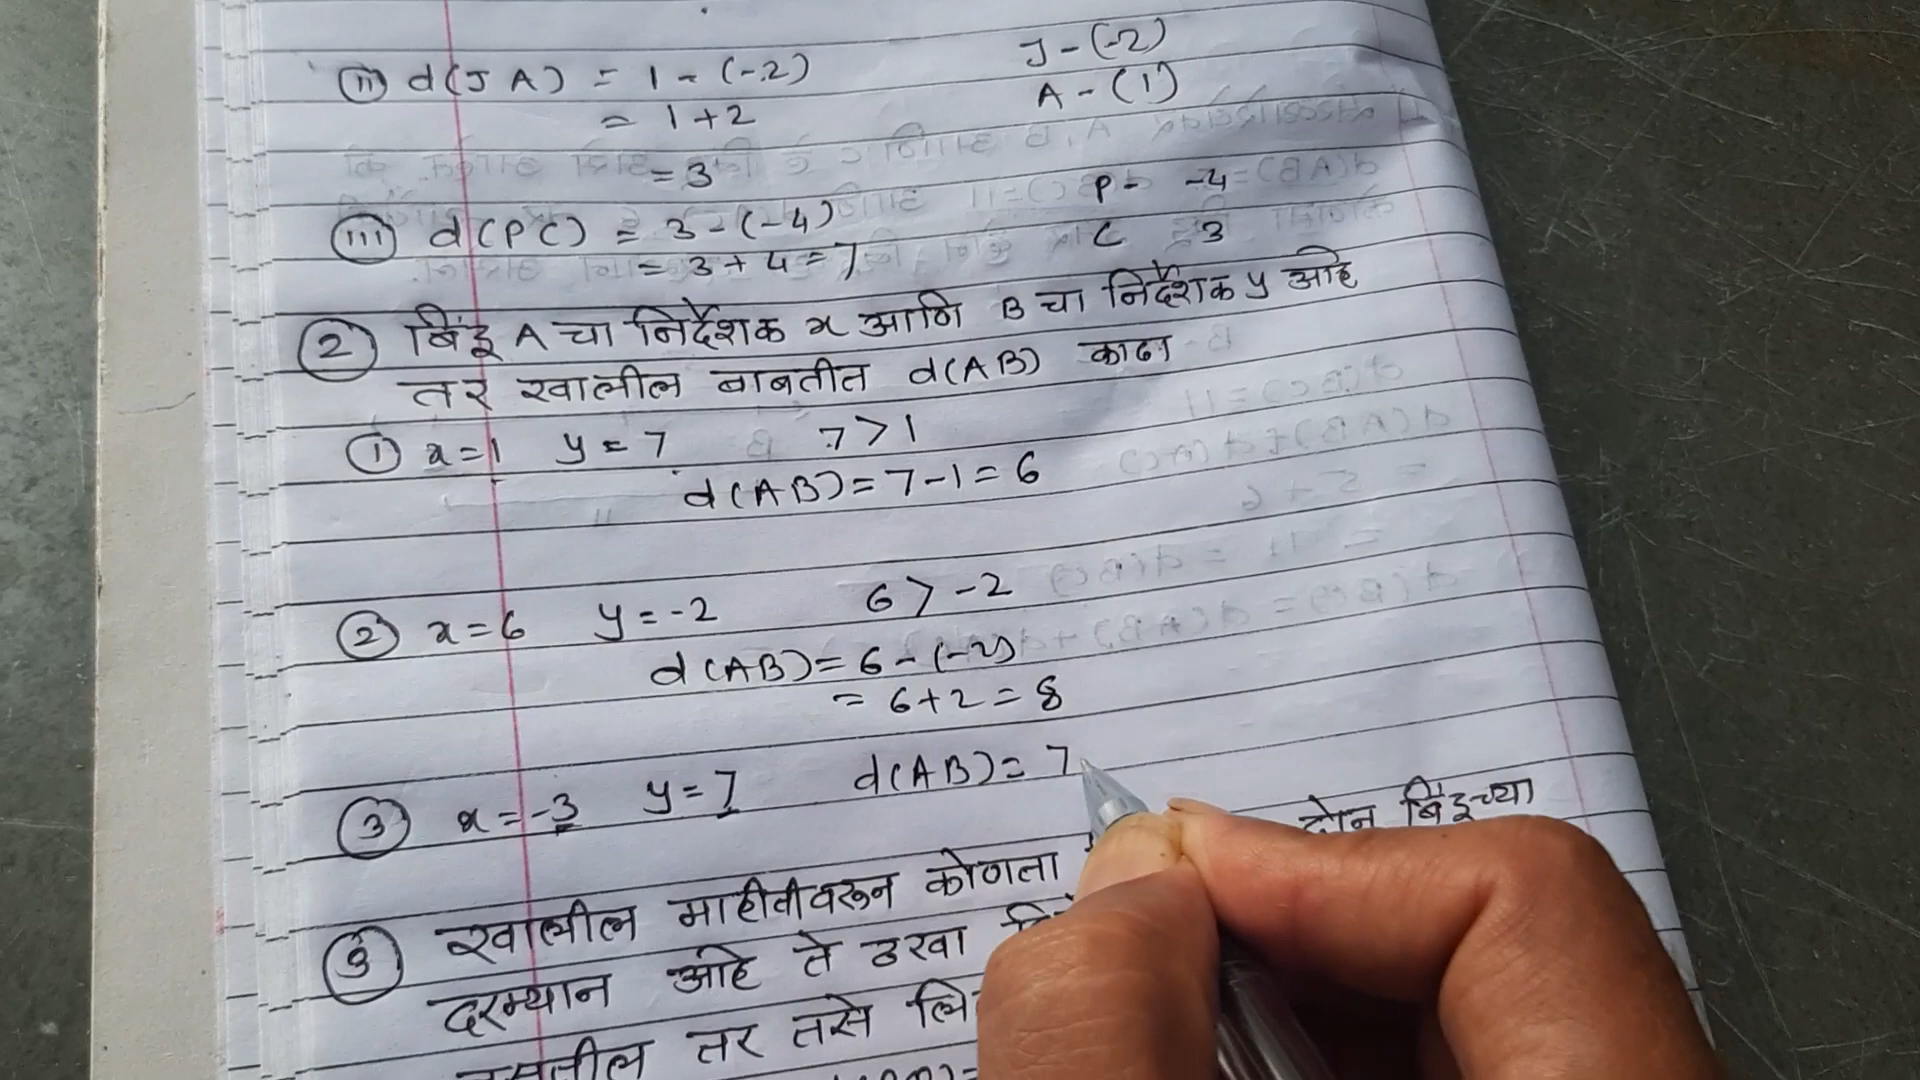 (ii) d(JA) = 1 - (-2)    J - (-2)
= 1+2    A - (1)
= 3
P - -4
(iii) d(PC) = 3 - (-4)    C 3
= 3 + 4 = 7
(2) बिंदू A चा निर्देशक x आणि B चा निर्देशक y आहे
तर खालील बाबतीत d(AB) काढा
(1) x = 1    y = 7    7 > 1
d(AB) = 7 - 1 = 6
(2) x = 6    y = -2    6 > -2
d(AB) = 6 - (-2)
= 6+2 = 8
(3) x = -3    y = 7    d(AB) = 7
(3) खालील माहीतीवरून कोणता दोन बिंदूच्या
दरम्यान आहे ते ठरवा
तर तसे